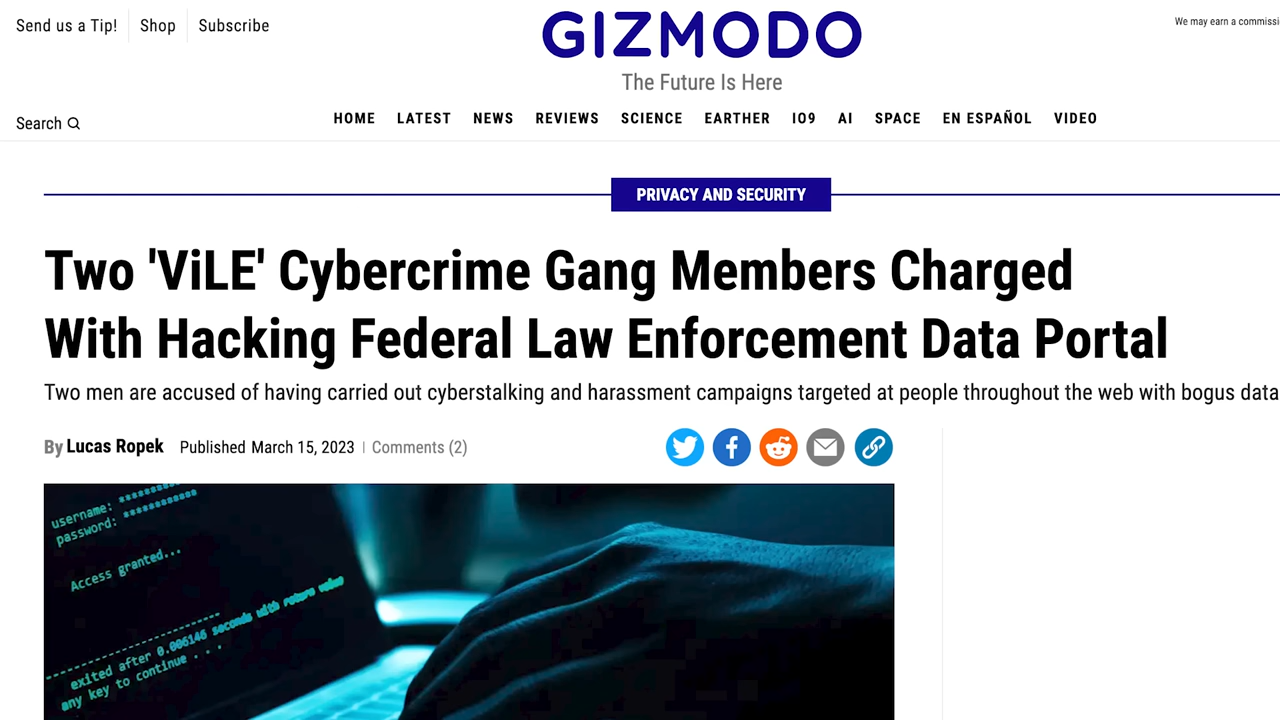 Send us a Tip!
Shop
Subscribe
GIZMODO
We may earn a commissi
The Future Is Here
Search
HOME LATEST NEWS REVIEWS SCIENCE EARTHER IO9 AI SPACE EN ESPAÑOL VIDEO
PRIVACY AND SECURITY
Two 'ViLE' Cybercrime Gang Members Charged
With Hacking Federal Law Enforcement Data Portal
Two men are accused of having carried out cyberstalking and harassment campaigns targeted at people throughout the web with bogus data
By Lucas Ropek Published March 15, 2023 Comments (2)
username: **********
password: ************
Access granted...
--------------------------------
exited after 0.006146 seconds with return value
any key to continue . . .